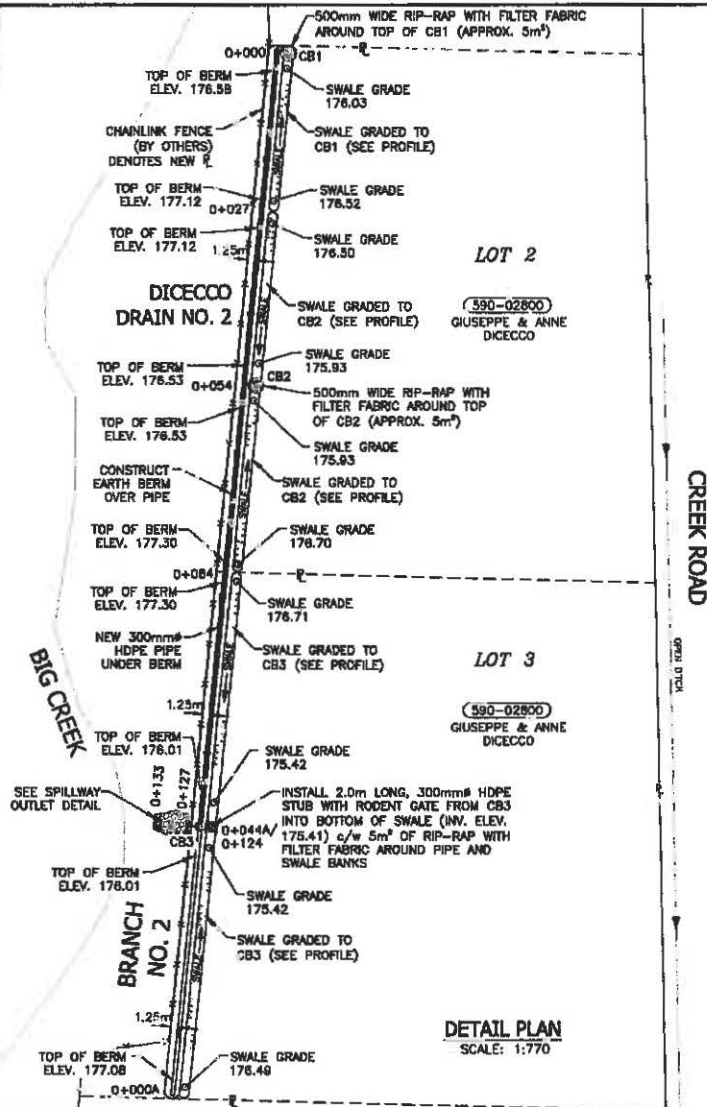 500mm WIDE RIP-RAP WITH FILTER FABRIC
AROUND TOP OF CB1 (APPROX. 5m²)
0+000
CB1
TOP OF BERM
ELEV. 176.58
SWALE GRADE
176.03
CHAINLINK FENCE
(BY OTHERS)
DENOTES NEW ℄
SWALE GRADED TO
CB1 (SEE PROFILE)
SWALE
TOP OF BERM
ELEV. 177.12
0+027
SWALE GRADE
176.52
TOP OF BERM
ELEV. 177.12
SWALE GRADE
176.50
1.25m
LOT 2
DICECCO
DRAIN NO. 2
590-02800
GIUSEPPE & ANNE
DICECCO
SWALE GRADED TO
CB2 (SEE PROFILE)
SWALE
TOP OF BERM
ELEV. 176.53
SWALE GRADE
175.93
0+054
CB2
500mm WIDE RIP-RAP WITH
FILTER FABRIC AROUND TOP
OF CB2 (APPROX. 5m²)
TOP OF BERM
ELEV. 176.53
SWALE GRADE
175.93
CONSTRUCT
EARTH BERM
OVER PIPE
SWALE GRADED TO
CB2 (SEE PROFILE)
SWALE
CREEK ROAD
TOP OF BERM
ELEV. 177.30
SWALE GRADE
176.70
0+084
TOP OF BERM
ELEV. 177.30
SWALE GRADE
176.71
NEW 300mmø
HDPE PIPE
UNDER BERM
SWALE GRADED TO
CB3 (SEE PROFILE)
SWALE
LOT 3
OPEN DTCH
BIG CREEK
590-02800
GIUSEPPE & ANNE
DICECCO
1.25m
TOP OF BERM
ELEV. 176.01
SWALE GRADE
175.42
SEE SPILLWAY
OUTLET DETAIL
0+133
0+127
CB3
0+044A/
0+124
INSTALL 2.0m LONG, 300mmø HDPE
STUB WITH RODENT GATE FROM CB3
INTO BOTTOM OF SWALE (INV. ELEV.
175.41) c/w 5m² OF RIP-RAP WITH
FILTER FABRIC AROUND PIPE AND
SWALE BANKS
TOP OF BERM
ELEV. 176.01
SWALE GRADE
175.42
BRANCH
NO. 2
SWALE GRADED TO
CB3 (SEE PROFILE)
SWALE
1.25m
DETAIL PLAN
SCALE: 1:770
TOP OF BERM
ELEV. 177.08
SWALE GRADE
176.49
0+000A